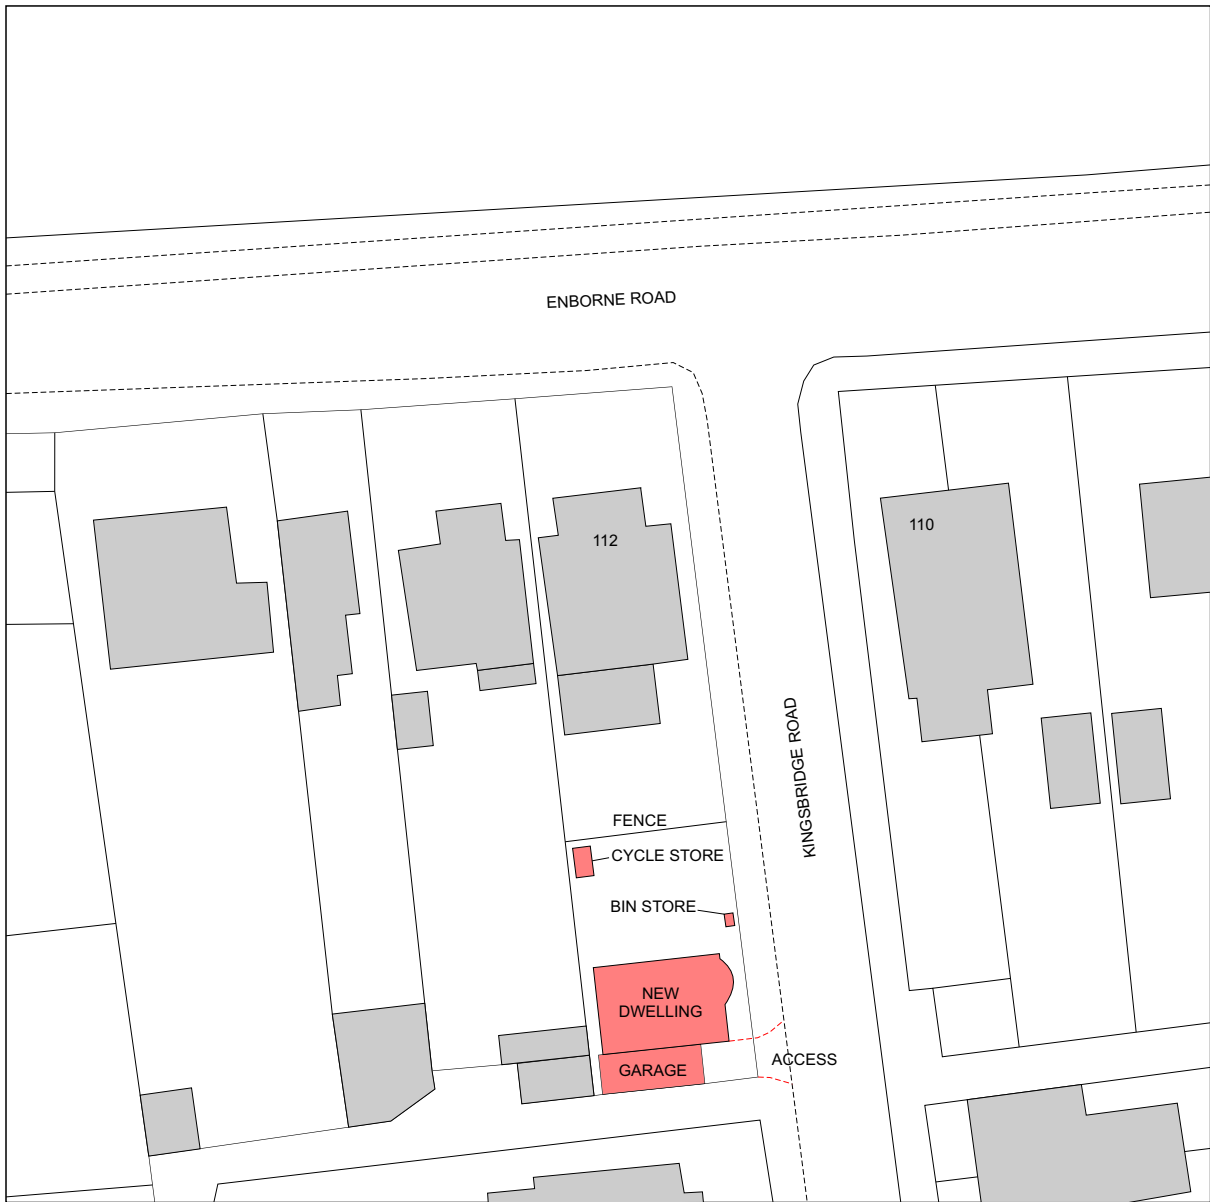 ENBORNE ROAD
112
110
KINGSBRIDGE ROAD
FENCE
CYCLE STORE
BIN STORE
NEW
DWELLING
ACCESS
GARAGE